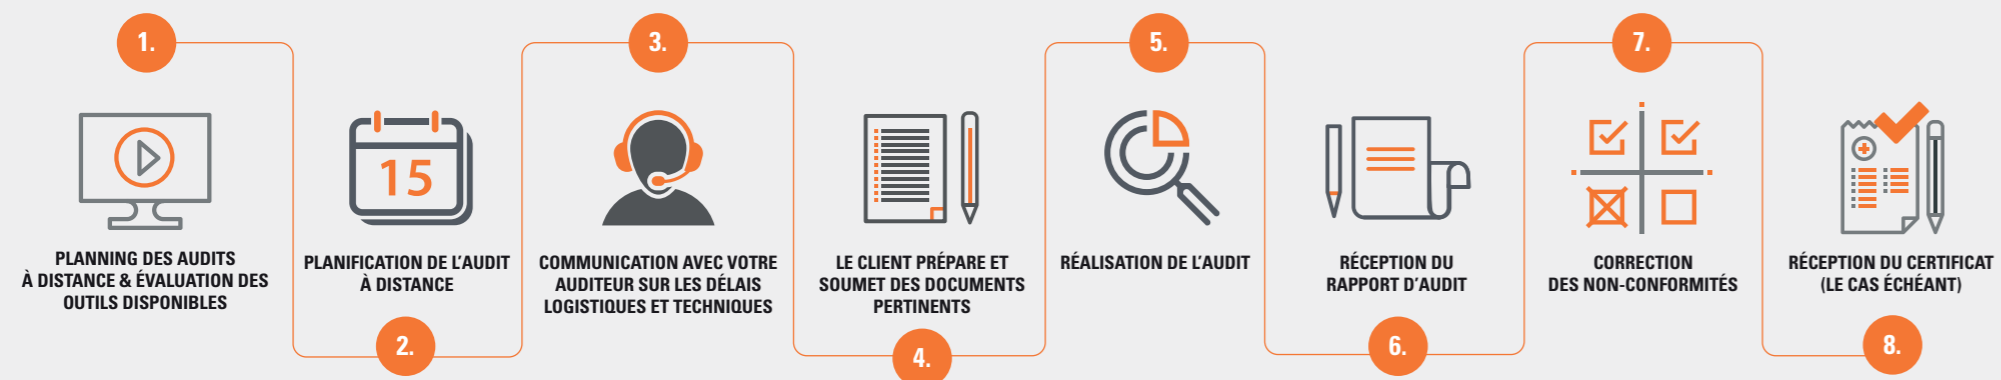 1.
PLANNING DES AUDITS
À DISTANCE & ÉVALUATION DES
OUTILS DISPONIBLES
15
PLANIFICATION DE L'AUDIT
À DISTANCE
2.
3.
COMMUNICATION AVEC VOTRE
AUDITEUR SUR LES DÉLAIS
LOGISTIQUES ET TECHNIQUES
LE CLIENT PRÉPARE ET
SOUMET DES DOCUMENTS
PERTINENTS
4.
5.
RÉALISATION DE L'AUDIT
RÉCEPTION DU
RAPPORT D'AUDIT
6.
7.
CORRECTION
DES NON-CONFORMITÉS
RÉCEPTION DU CERTIFICAT
(LE CAS ÉCHÉANT)
8.